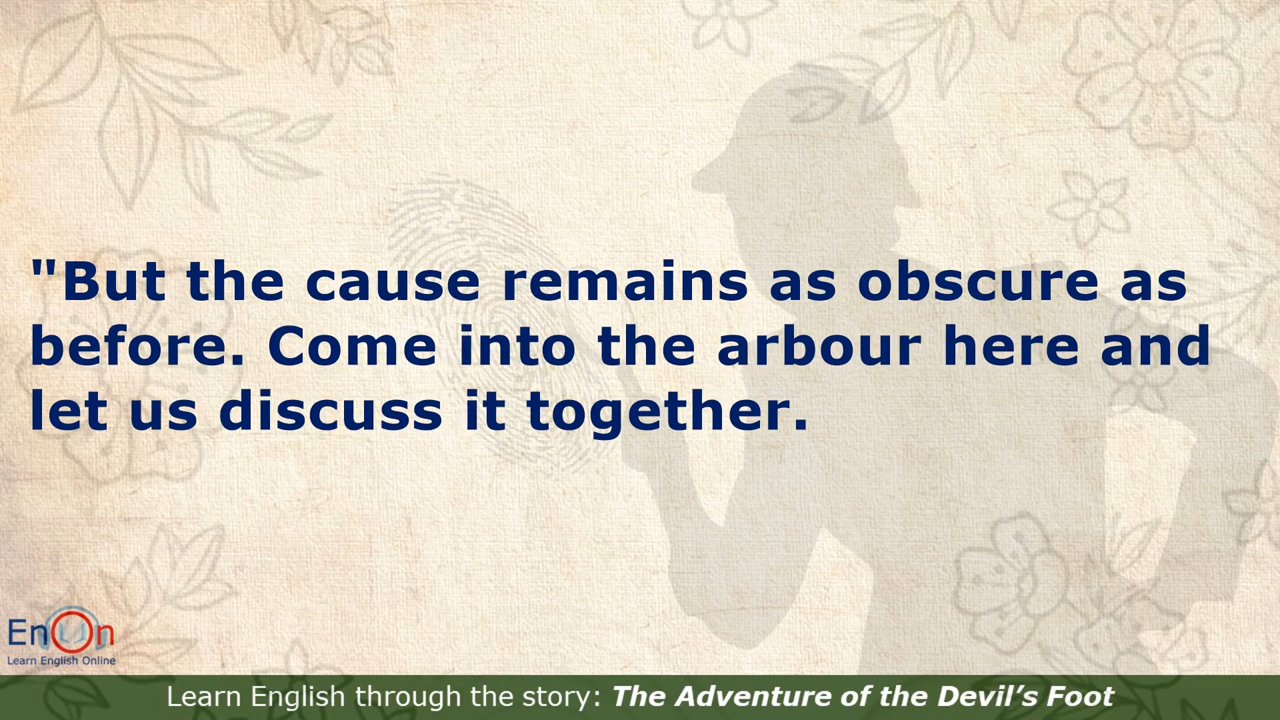 "But the cause remains as obscure as
before. Come into the arbour here and
let us discuss it together.
EnOn
Learn English Online
Learn English through the story: The Adventure of the Devil’s Foot